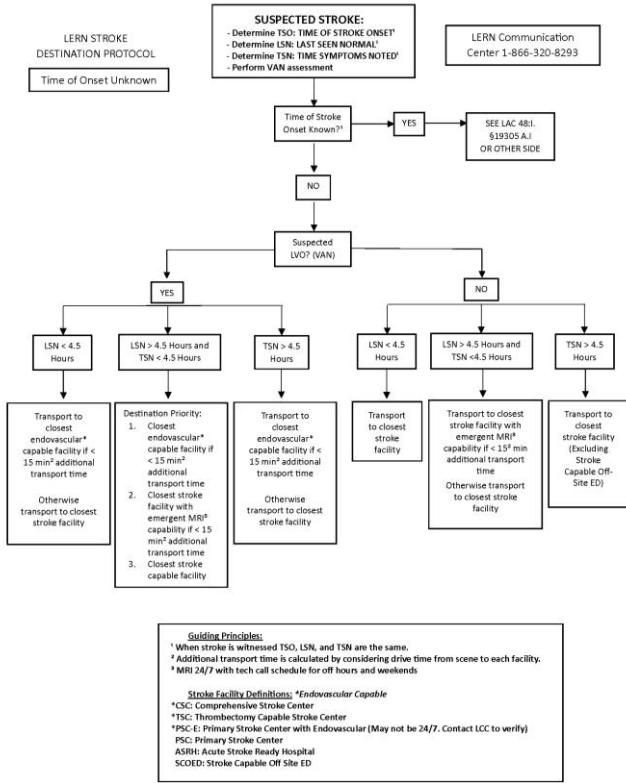 LERN STROKE
DESTINATION PROTOCOL
Time of Onset Unknown
SUSPECTED STROKE:
- Determine TSO: TIME OF STROKE ONSET¹
- Determine LSN: LAST SEEN NORMAL¹
- Determine TSN: TIME SYMPTOMS NOTED¹
- Perform VAN assessment
LERN Communication
Center 1-866-320-8293
Time of Stroke
Onset Known?¹
YES
SEE LAC 48:I.
§19305 A.I
OR OTHER SIDE
NO
Suspected
LVO? (VAN)
YES
NO
LSN < 4.5
Hours
LSN > 4.5 Hours and
TSN < 4.5 Hours
TSN > 4.5
Hours
LSN < 4.5
Hours
LSN > 4.5 Hours and
TSN <4.5 Hours
TSN > 4.5
Hours
Transport to
closest
endovascular*
capable facility if <
15 min² additional
transport time
Otherwise
transport to closest
stroke facility
Destination Priority:
1. Closest
endovascular*
capable facility if
< 15 min²
additional
transport time
2. Closest stroke
facility with
emergent MRI³
capability if < 15
min² additional
transport time
3. Closest stroke
capable facility
Transport to
closest
endovascular*
capable facility if <
15 min² additional
transport time
Otherwise
transport to closest
stroke facility
Transport to
closest stroke
facility
Transport to closest
stroke facility with
emergent MRI³
capability if < 15² min
additional transport
time
Otherwise transport to
closest stroke facility
Transport to
closest stroke
facility
(Excluding
Stroke
Capable Off-
Site ED)
Guiding Principles:
¹ When stroke is witnessed TSO, LSN, and TSN are the same.
² Additional transport time is calculated by considering drive time from scene to each facility.
³ MRI 24/7 with tech call schedule for off hours and weekends
Stroke Facility Definitions: *Endovascular Capable
*CSC: Comprehensive Stroke Center
*TSC: Thrombectomy Capable Stroke Center
*PSC-E: Primary Stroke Center with Endovascular (May not be 24/7. Contact LCC to verify)
PSC: Primary Stroke Center
ASRH: Acute Stroke Ready Hospital
SCOED: Stroke Capable Off Site ED